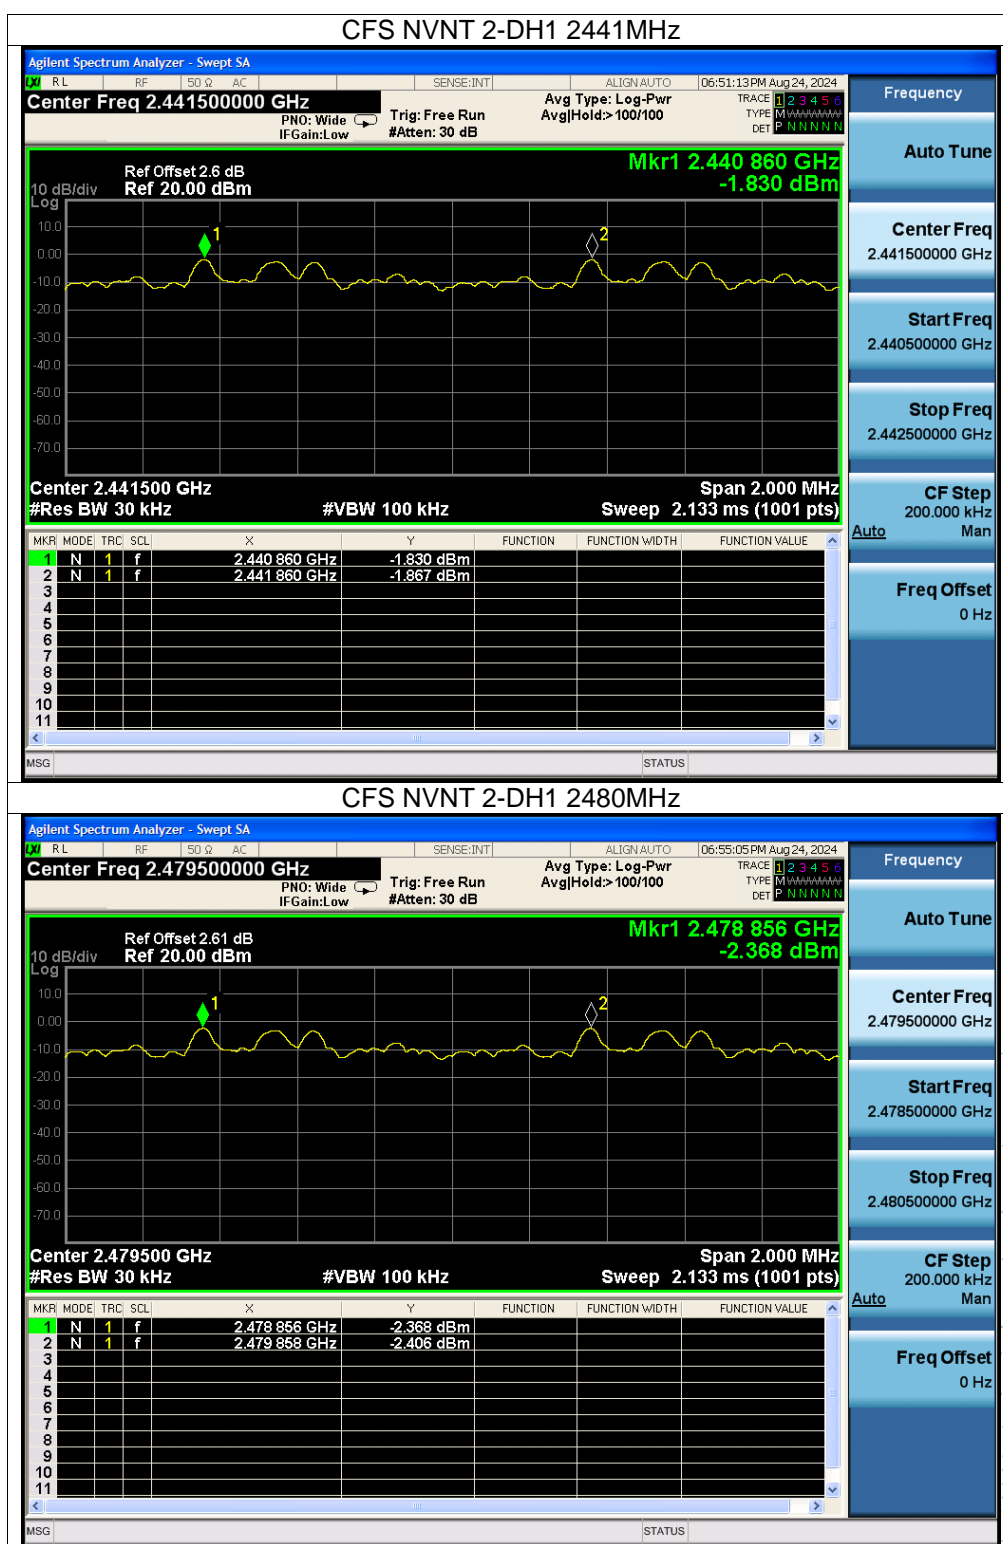 CFS NVNT 2-DH1 2441MHz
Agilent Spectrum Analyzer - Swept SA
LXI RL RF 50 Ω AC SENSE:INT ALIGN AUTO 06:51:13 PM Aug 24, 2024
Center Freq 2.441500000 GHz
PNO: Wide
IFGain:Low
Trig: Free Run
#Atten: 30 dB
Avg Type: Log-Pwr
Avg|Hold:>100/100
TRACE 1 2 3 4 5 6
TYPE M WWWWW
DET P N N N N N
Mkr1 2.440 860 GHz
-1.830 dBm
Ref Offset 2.6 dB
10 dB/div Ref 20.00 dBm
Log
10.0
0.00
-10.0
-20.0
-30.0
-40.0
-50.0
-60.0
-70.0
1
2
Center 2.441500 GHz Span 2.000 MHz
#Res BW 30 kHz #VBW 100 kHz Sweep 2.133 ms (1001 pts)
MKR MODE TRC SCL X Y FUNCTION FUNCTION WIDTH FUNCTION VALUE
1 N 1 f 2.440 860 GHz -1.830 dBm
2 N 1 f 2.441 860 GHz -1.867 dBm
3
4
5
6
7
8
9
10
11
MSG STATUS
Frequency
Auto Tune
Center Freq
2.441500000 GHz
Start Freq
2.440500000 GHz
Stop Freq
2.442500000 GHz
CF Step
200.000 kHz
Auto Man
Freq Offset
0 Hz
CFS NVNT 2-DH1 2480MHz
Agilent Spectrum Analyzer - Swept SA
LXI RL RF 50 Ω AC SENSE:INT ALIGN AUTO 06:55:05 PM Aug 24, 2024
Center Freq 2.479500000 GHz
PNO: Wide
IFGain:Low
Trig: Free Run
#Atten: 30 dB
Avg Type: Log-Pwr
Avg|Hold:>100/100
TRACE 1 2 3 4 5 6
TYPE M WWWWW
DET P N N N N N
Mkr1 2.478 856 GHz
-2.368 dBm
Ref Offset 2.61 dB
10 dB/div Ref 20.00 dBm
Log
10.0
0.00
-10.0
-20.0
-30.0
-40.0
-50.0
-60.0
-70.0
1
2
Center 2.479500 GHz Span 2.000 MHz
#Res BW 30 kHz #VBW 100 kHz Sweep 2.133 ms (1001 pts)
MKR MODE TRC SCL X Y FUNCTION FUNCTION WIDTH FUNCTION VALUE
1 N 1 f 2.478 856 GHz -2.368 dBm
2 N 1 f 2.479 858 GHz -2.406 dBm
3
4
5
6
7
8
9
10
11
MSG STATUS
Frequency
Auto Tune
Center Freq
2.479500000 GHz
Start Freq
2.478500000 GHz
Stop Freq
2.480500000 GHz
CF Step
200.000 kHz
Auto Man
Freq Offset
0 Hz